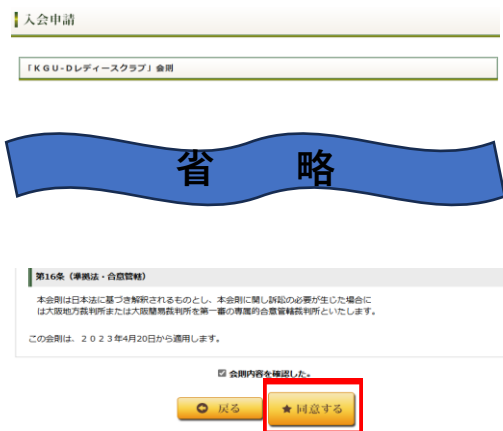 入会申請
「KGU-Dレディースクラブ」会則
省 略
第16条（準拠法・合意管轄）
本会則は日本法に基づき解釈されるものとし、本会則に関し訴訟の必要が生じた場合に
は大阪地方裁判所または大阪簡易裁判所を第一審の専属的合意管轄裁判所といたします。
この会則は、２０２３年4月20日から適用します。
会則内容を確認した。
戻る ★同意する